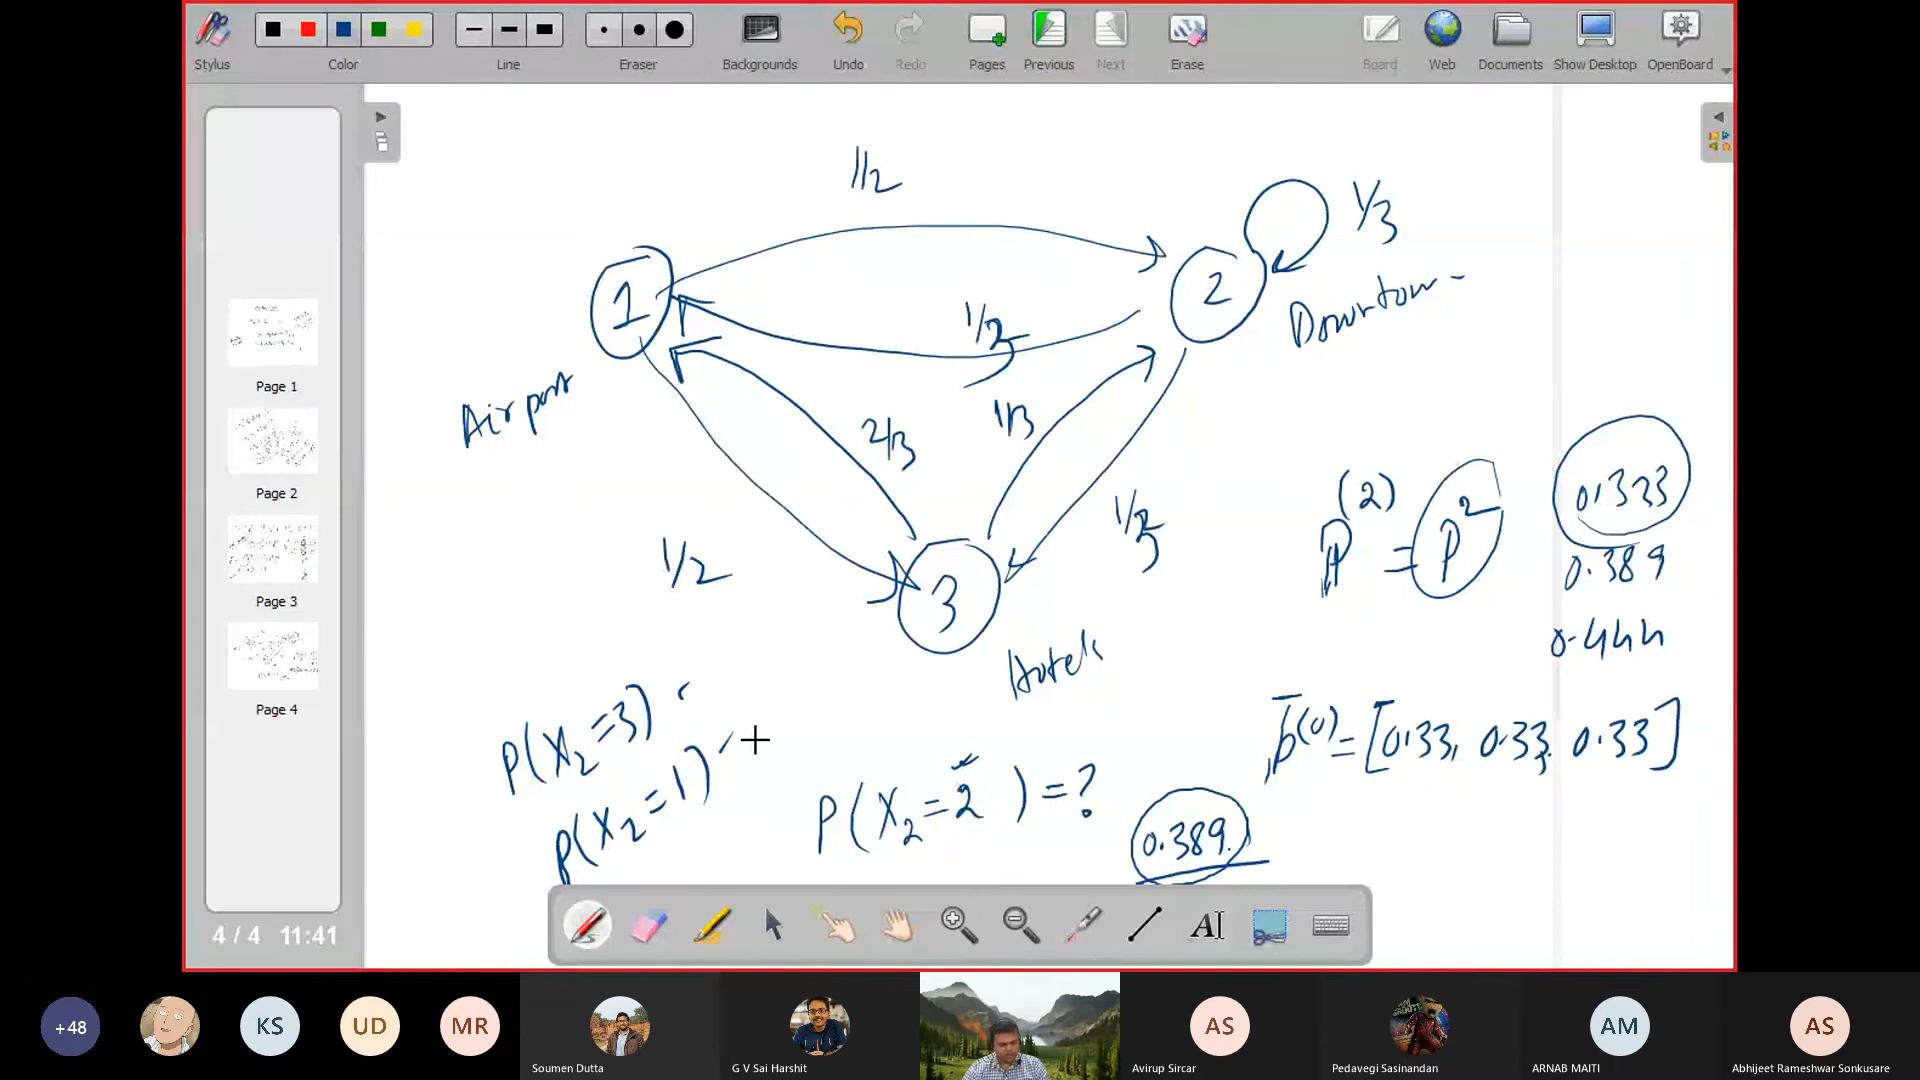 Stylus
Color
Line
Eraser
Backgrounds
Undo
Redo
Pages
Previous
Next
Erase
Board
Web
Documents
Show Desktop
OpenBoard
Page 1
Page 2
Page 3
Page 4
4 / 4 11:41
1/2
1/3
1
2
Downtown
1/3
Airport
2/3
1/3
1/3
1/2
3
Hotels
P(2) = P2
0.333
0.389
0.444
p(0) = [0.33, 0.33, 0.33]
P(X2=3)
P(X2=1)
P(X2=2) = ?
0.389
+48
KS
UD
MR
Soumen Dutta
G V Sai Harshit
AS
Avirup Sircar
Pedavegi Sasinandan
AM
ARNAB MAITI
AS
Abhijeet Rameshwar Sonkusare